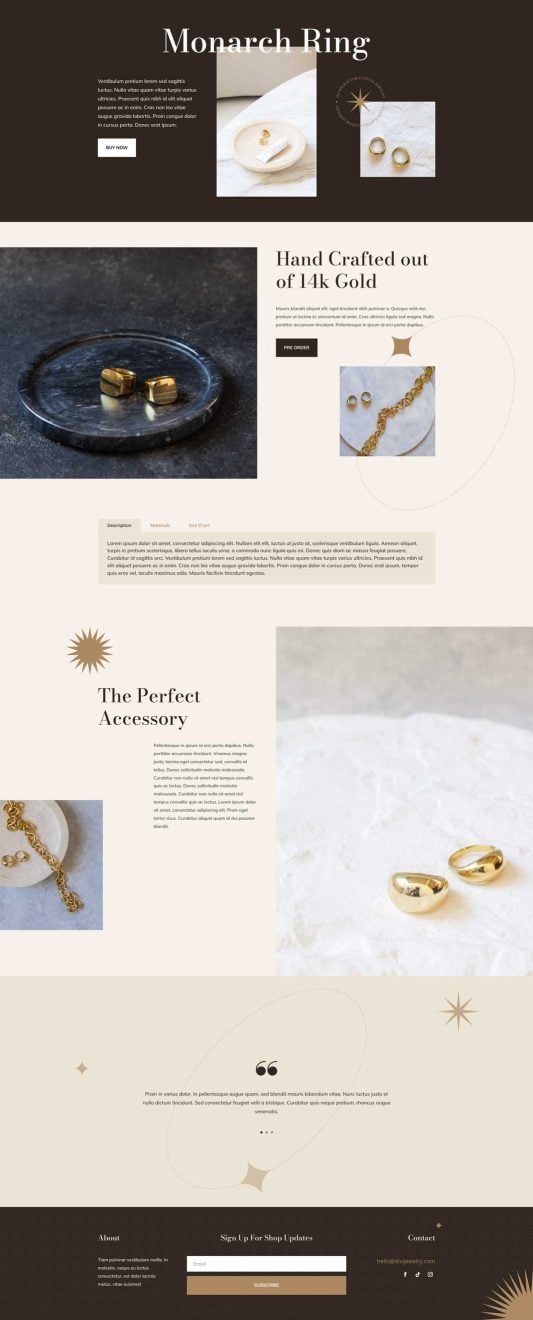 Monarch Ring
Vestibulum pretium lorem sed sagittis
luctus. Nulla vitae quam vitae turpis varius
ultricies. Praesent quis nibh id elit aliquet
posuere ac in enim. Cras non leo vitae
augue gravida lobortis. Proin congue dolor
in cursus porta. Donec erat ipsum.
BUY NOW
Hand Crafted out
of 14k Gold
Mauris blandit aliquet elit, eget tincidunt nibh pulvinar a. Quisque velit nisi,
pretium ut lacinia in, elementum id enim. Cras ultricies ligula sed magna. Nulla
porttitor accumsan tincidunt. Pellentesque in ipsum id orci porta dapibus.
PRE ORDER
Description
Materials
Size Chart
Lorem ipsum dolor sit amet, consectetur adipiscing elit. Nullam elit elit, luctus ut justo at, scelerisque vestibulum ligula. Aenean aliquet,
turpis in pretium scelerisque, libero tellus iaculis urna, a commodo nunc ligula quis mi. Donec quis diam ac massa feugiat posuere.
Curabitur id sagittis orci. Vestibulum pretium lorem sed sagittis luctus. Nulla vitae quam vitae turpis varius ultricies. Praesent quis nibh id
elit aliquet posuere ac in enim. Cras non leo vitae augue gravida lobortis. Proin congue dolor in cursus porta. Donec erat ipsum, tempor
quis eros vel, iaculis maximus odio. Mauris facilisis tincidunt egestas.
The Perfect
Accessory
Pellentesque in ipsum id orci porta dapibus. Nulla
porttitor accumsan tincidunt. Vivamus magna
justo, lacinia eget consectetur sed, convallis at
tellus. Donec sollicitudin molestie malesuada.
Curabitur non nulla sit amet nisl tempus convallis
quis ac lectus. Donec sollicitudin molestie
malesuada. Curabitur non nulla sit amet nisl
tempus convallis quis ac lectus. Lorem ipsum dolor
sit amet, consectetur adipiscing elit. Proin eget
tortor risus. Curabitur aliquet quam id dui posuere
blandit.
Proin in varius dolor, in pellentesque augue quam, sed blandit mauris bibendum vitae. Nunc luctus justo et
nulla dictum tincidunt. Sed consectetur feugiat velit a tristique. Curabitur quis neque pretium, rhoncus augue
venenatis.
About
Tiam pulvinar vestibulum mollis. In
molestie, neque eu luctus
consectetur, est dolor lacinia
metus, vitae euismod
Sign Up For Shop Updates
Email
SUBSCRIBE
Contact
hello@divijewelry.com